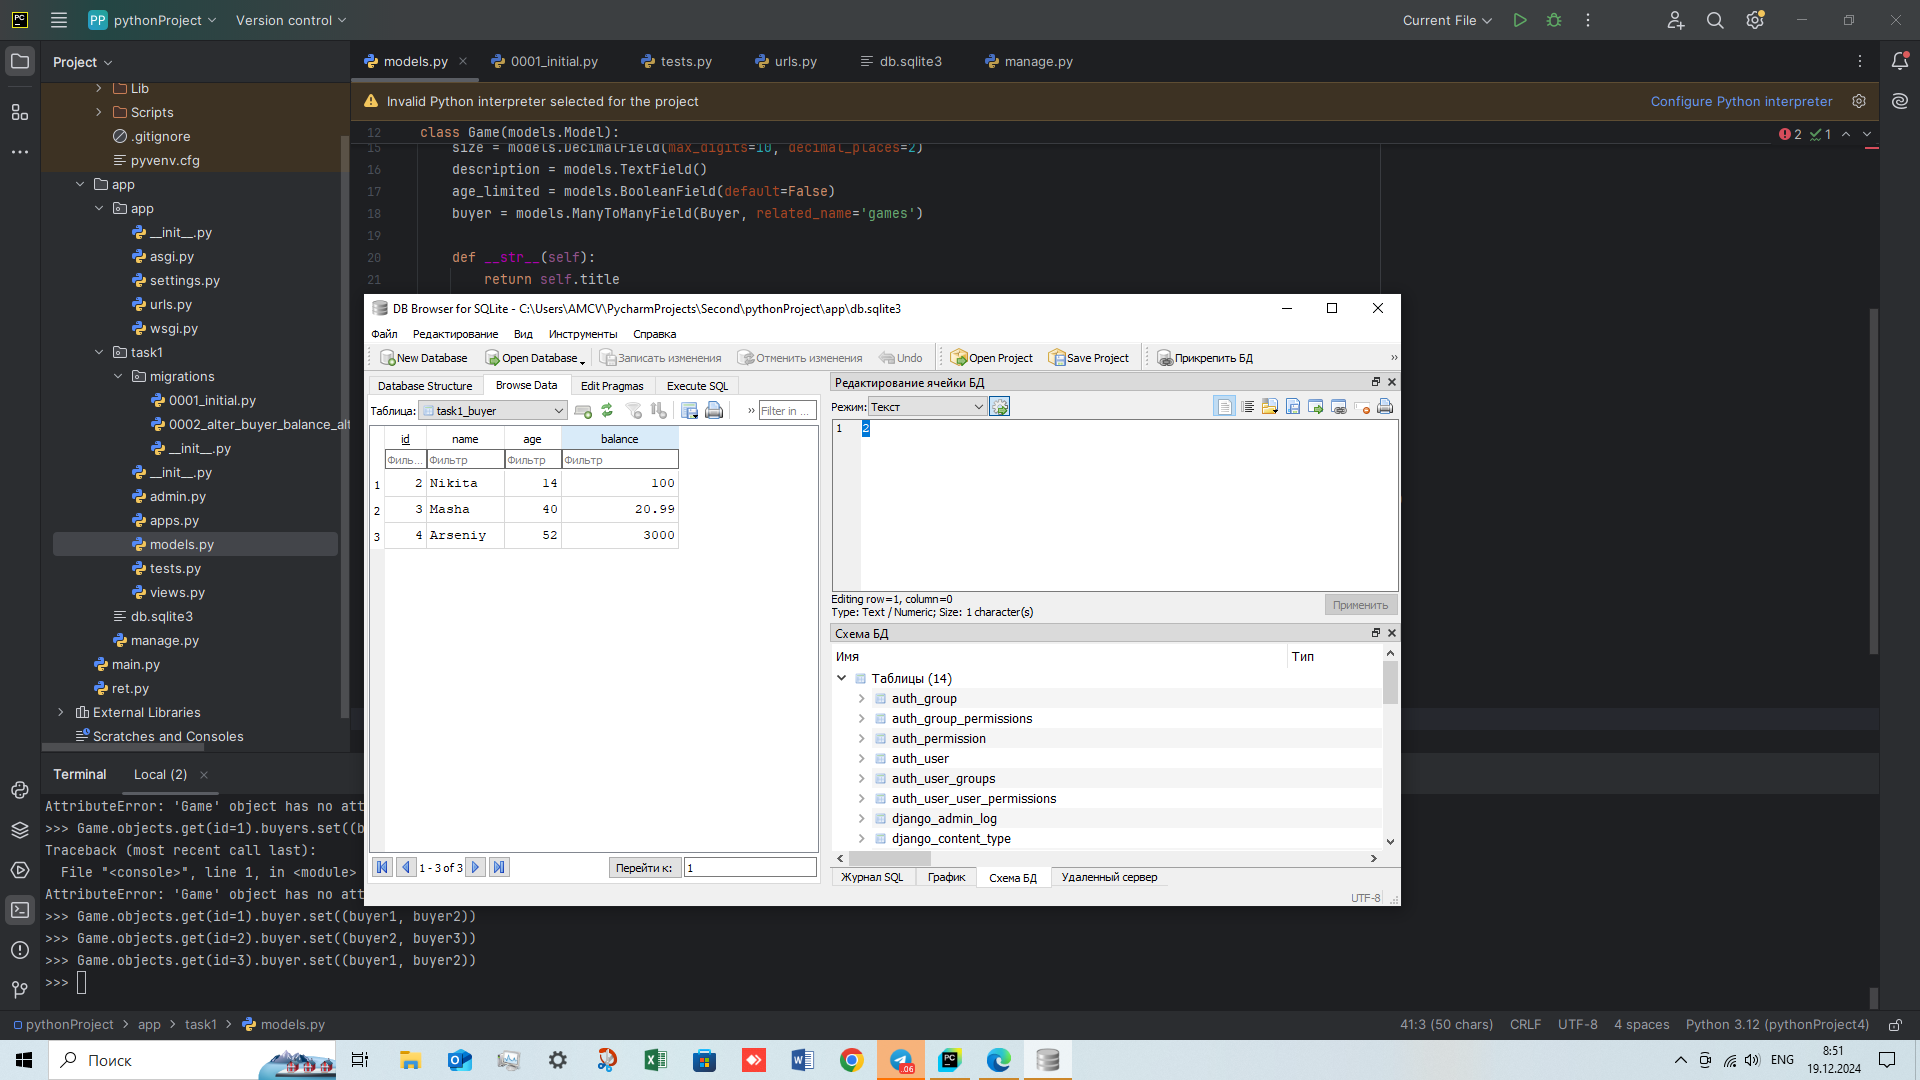 PP pythonProject Version control Current File
Project
models.py 0001_initial.py tests.py urls.py db.sqlite3 manage.py
Invalid Python interpreter selected for the project Configure Python interpreter
Lib
Scripts
.gitignore
pyvenv.cfg
app
app
__init__.py
asgi.py
settings.py
urls.py
wsgi.py
task1
migrations
0001_initial.py
0002_alter_buyer_balance_alt
__init__.py
__init__.py
admin.py
apps.py
models.py
tests.py
views.py
db.sqlite3
manage.py
main.py
ret.py
External Libraries
Scratches and Consoles
12 class Game(models.Model):
2 1
15 size = models.DecimalField(max_digits=10, decimal_places=2)
16 description = models.TextField()
17 age_limited = models.BooleanField(default=False)
18 buyer = models.ManyToManyField(Buyer, related_name='games')
19
20 def __str__(self):
21 return self.title
DB Browser for SQLite - C:\Users\AMCV\PycharmProjects\Second\pythonProject\app\db.sqlite3
Файл Редактирование Вид Инструменты Справка
New Database Open Database Записать изменения Отменить изменения Undo Open Project Save Project Прикрепить БД
Database Structure Browse Data Edit Pragmas Execute SQL
Таблица: task1_buyer Filter in ...
id name age balance
Филь... Фильтр Фильтр Фильтр
1 2 Nikita 14 100
2 3 Masha 40 20.99
3 4 Arseniy 52 3000
1 - 3 of 3 Перейти к: 1
Редактирование ячейки БД
Режим: Текст
1 2
Editing row=1, column=0
Type: Text / Numeric; Size: 1 character(s)
Применить
Схема БД
Имя Тип
Таблицы (14)
auth_group
auth_group_permissions
auth_permission
auth_user
auth_user_groups
auth_user_user_permissions
django_admin_log
django_content_type
Журнал SQL График Схема БД Удаленный сервер
UTF-8
Terminal Local (2)
AttributeError: 'Game' object has no att
>>> Game.objects.get(id=1).buyers.set((b
Traceback (most recent call last):
File "<console>", line 1, in <module>
AttributeError: 'Game' object has no att
>>> Game.objects.get(id=1).buyer.set((buyer1, buyer2))
>>> Game.objects.get(id=2).buyer.set((buyer2, buyer3))
>>> Game.objects.get(id=3).buyer.set((buyer1, buyer2))
>>>
pythonProject > app > task1 > models.py
41:3 (50 chars) CRLF UTF-8 4 spaces Python 3.12 (pythonProject4)
Поиск
ENG
8:51
19.12.2024